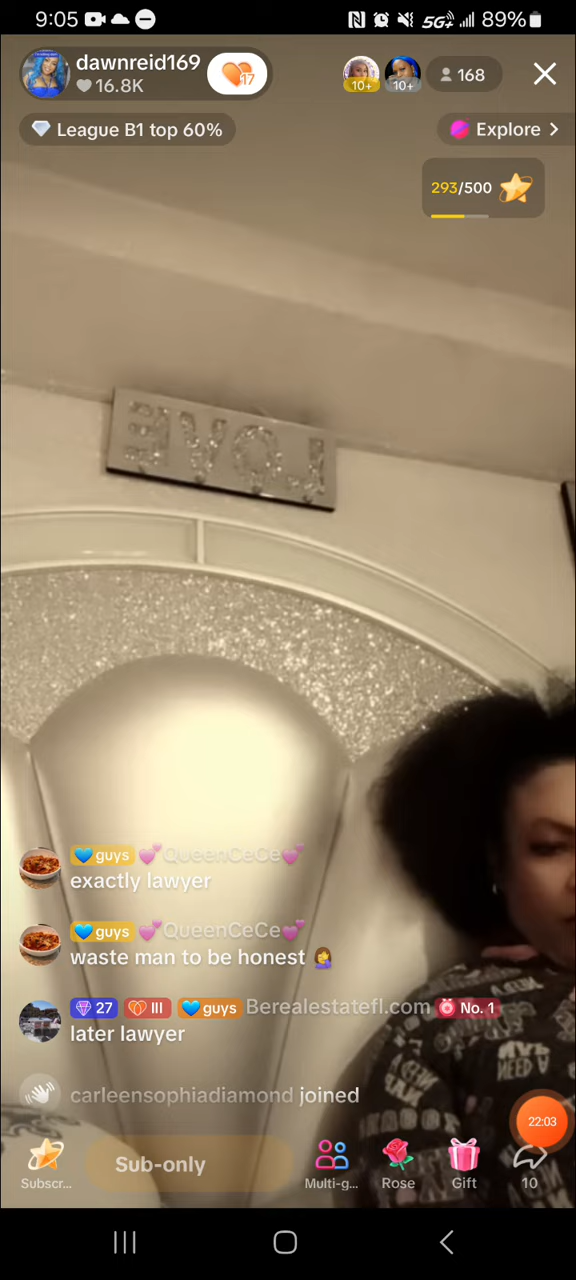 9:05
5G+
89%
dawnreid169
16.8K
17
10+
10+
168
League B1 top 60%
Explore >
293/500
LOVE
guys QueenCeCe
exactly lawyer
guys QueenCeCe
waste man to be honest
27 III guys Berealestatefl.com No. 1
later lawyer
carleensophiadiamond joined
NEED A
22:03
Sub-only
Subscr...
Multi-g...
Rose
Gift
10